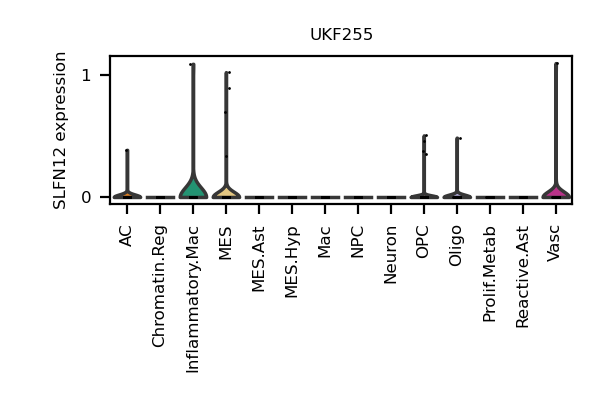 UKF255
SLFN12 expression
1
0
AC
Chromatin.Reg
Inflammatory.Mac
MES
MES.Ast
MES.Hyp
Mac
NPC
Neuron
OPC
Oligo
Prolif.Metab
Reactive.Ast
Vasc